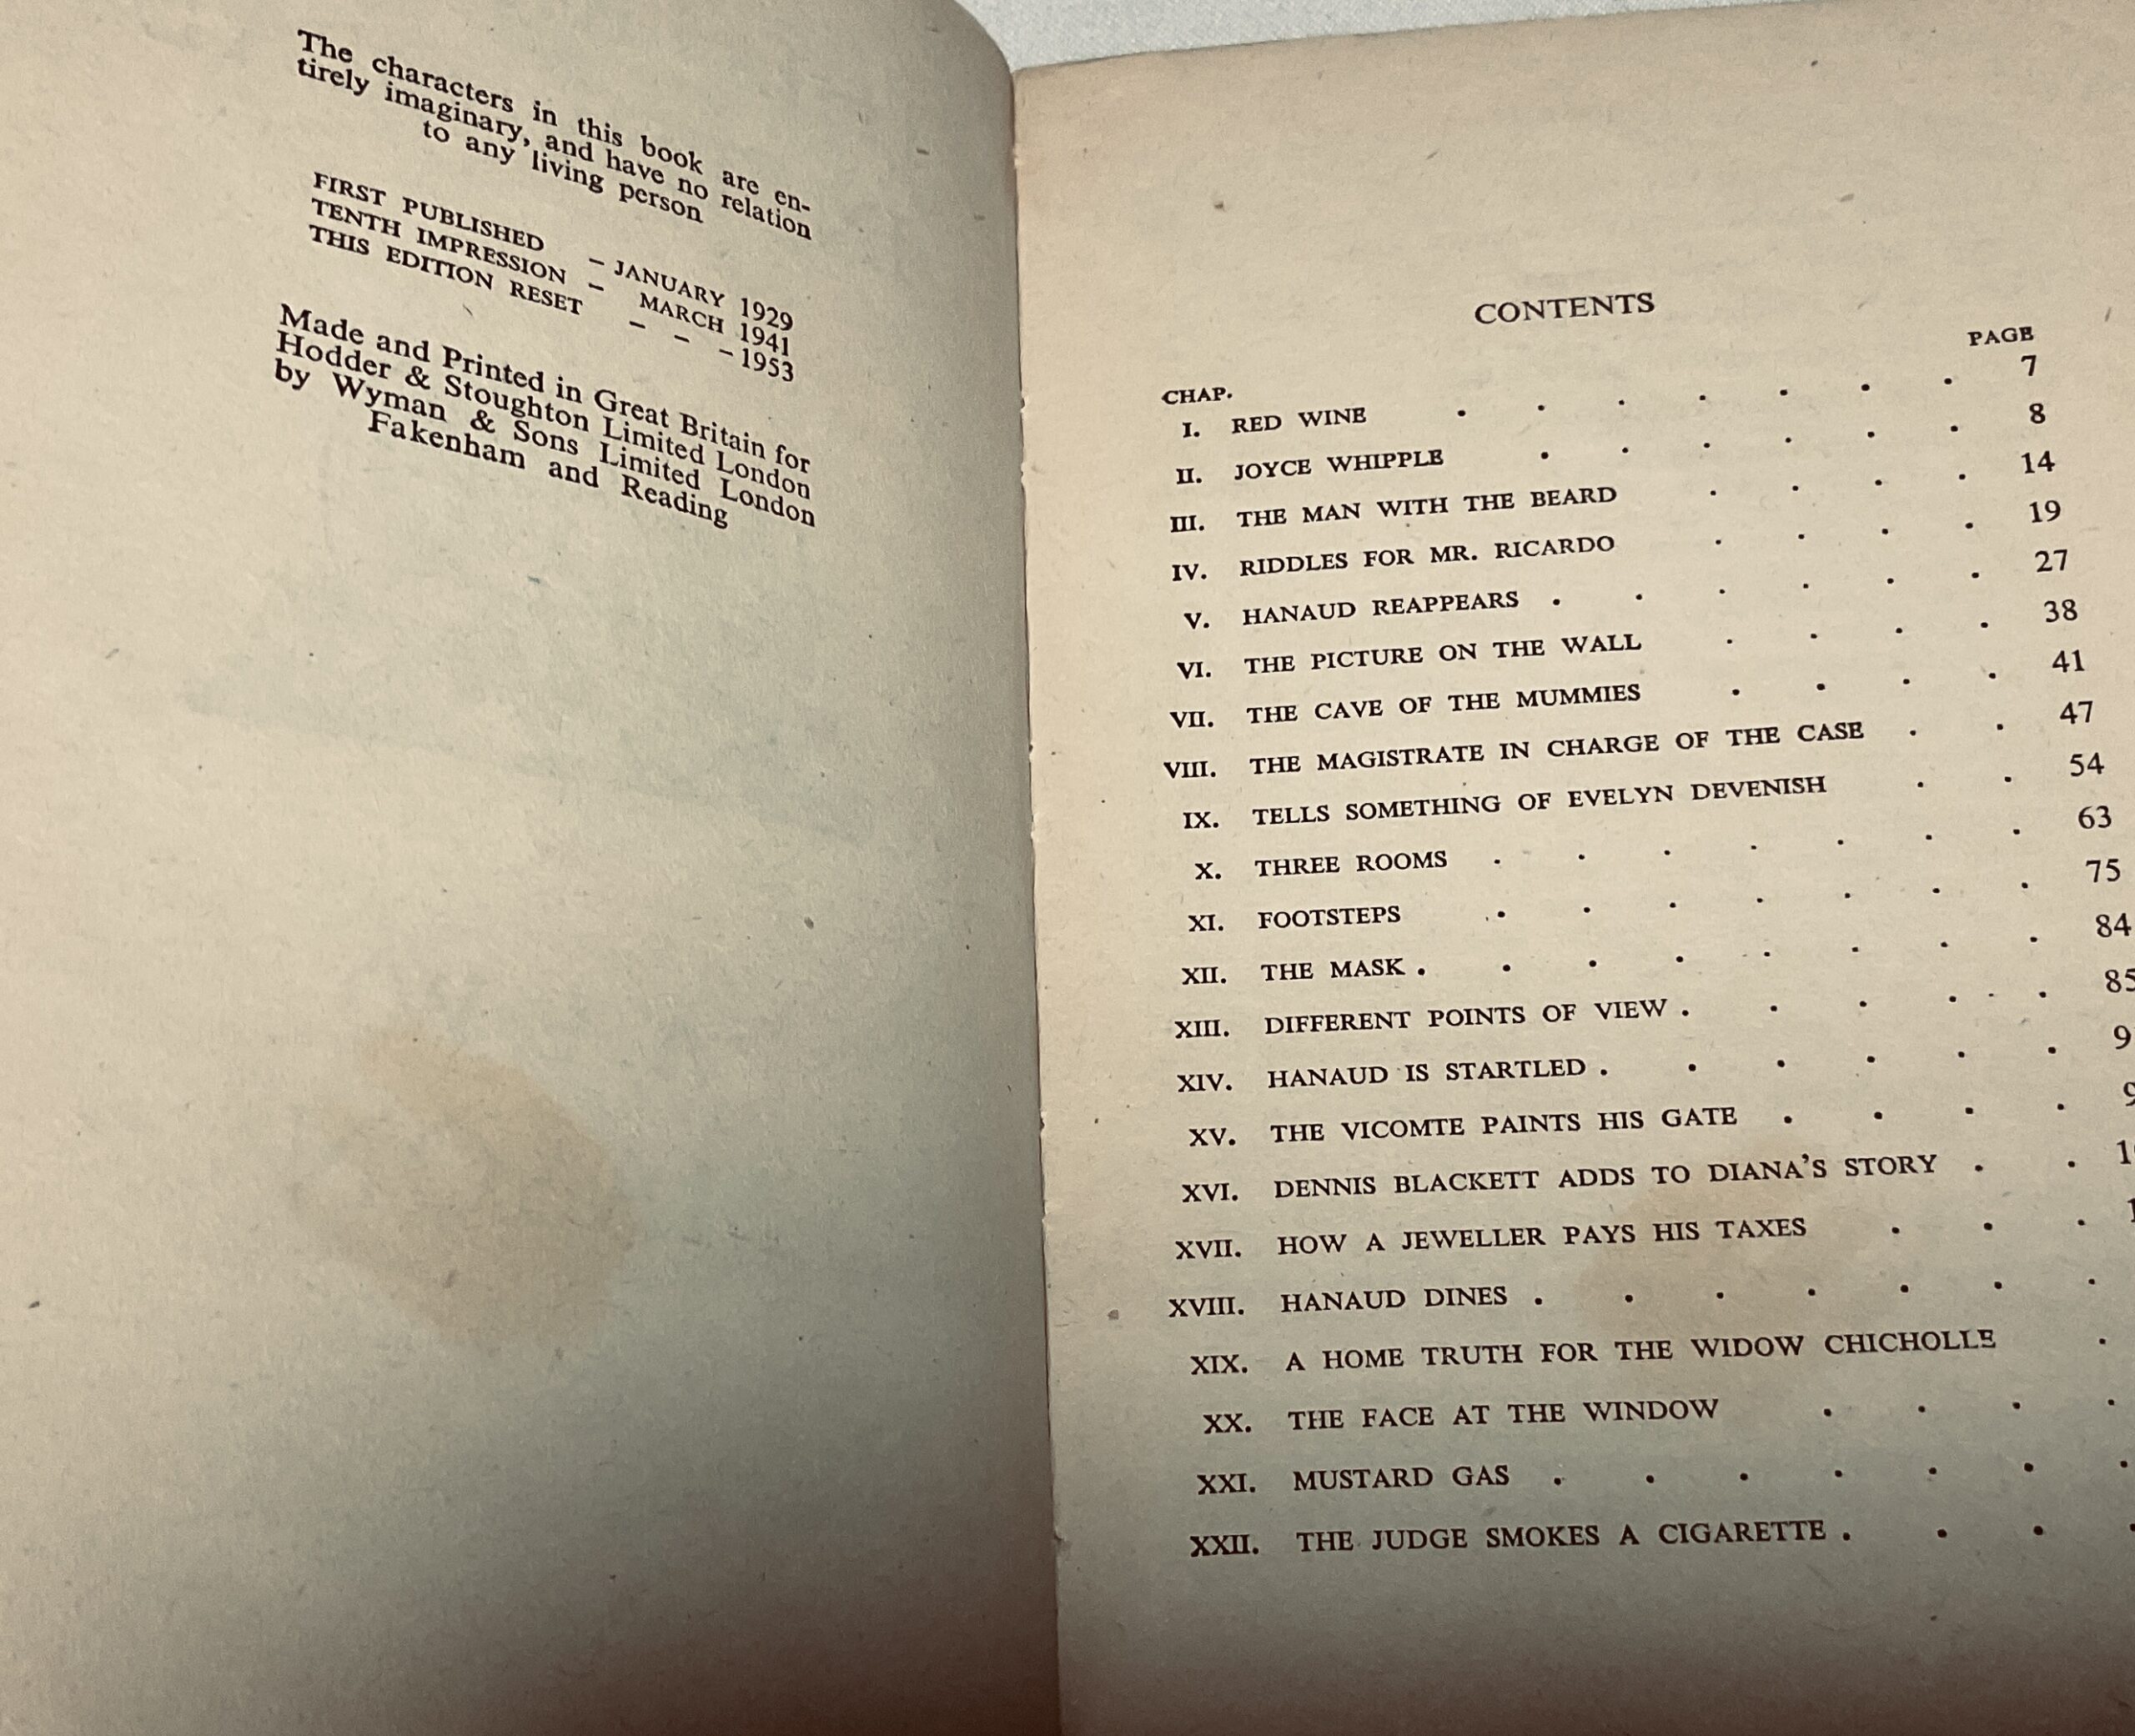 The characters in this book are en-
tirely imaginary, and have no relation
to any living person
FIRST PUBLISHED – JANUARY 1929
TENTH IMPRESSION – MARCH 1941
THIS EDITION RESET – – – 1953
Made and Printed in Great Britain for
Hodder & Stoughton Limited London
by Wyman & Sons Limited London
Fakenham and Reading
CONTENTS
CHAP. PAGE
I. RED WINE . . . . . . . 7
II. JOYCE WHIPPLE . . . . . . 8
III. THE MAN WITH THE BEARD . . . . 14
IV. RIDDLES FOR MR. RICARDO . . . . 19
V. HANAUD REAPPEARS . . . . . . 27
VI. THE PICTURE ON THE WALL . . . . 38
VII. THE CAVE OF THE MUMMIES . . . . 41
VIII. THE MAGISTRATE IN CHARGE OF THE CASE . . 47
IX. TELLS SOMETHING OF EVELYN DEVENISH . . 54
X. THREE ROOMS . . . . . . . 63
XI. FOOTSTEPS . . . . . . . 75
XII. THE MASK . . . . . . . . 84
XIII. DIFFERENT POINTS OF VIEW . . . . . 85
XIV. HANAUD IS STARTLED . . . . . .
XV. THE VICOMTE PAINTS HIS GATE . . . .
XVI. DENNIS BLACKETT ADDS TO DIANA'S STORY . .
XVII. HOW A JEWELLER PAYS HIS TAXES . . .
XVIII. HANAUD DINES . . . . . . .
XIX. A HOME TRUTH FOR THE WIDOW CHICHOLLE .
XX. THE FACE AT THE WINDOW . . . .
XXI. MUSTARD GAS . . . . . . .
XXII. THE JUDGE SMOKES A CIGARETTE . . . .